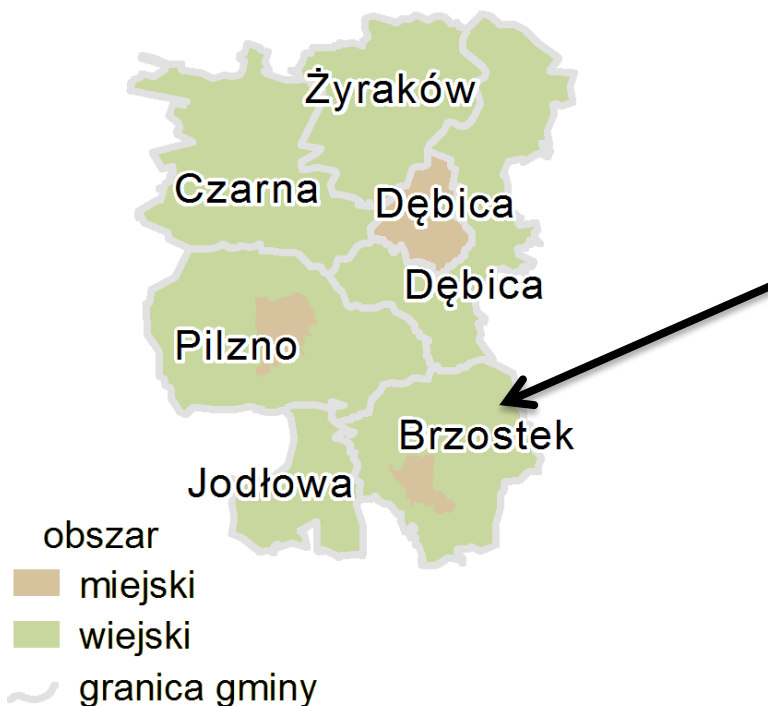 Żyraków
Czarna
Dębica
Dębica
Pilzno
Brzostek
Jodłowa
obszar
miejski
wiejski
granica gminy